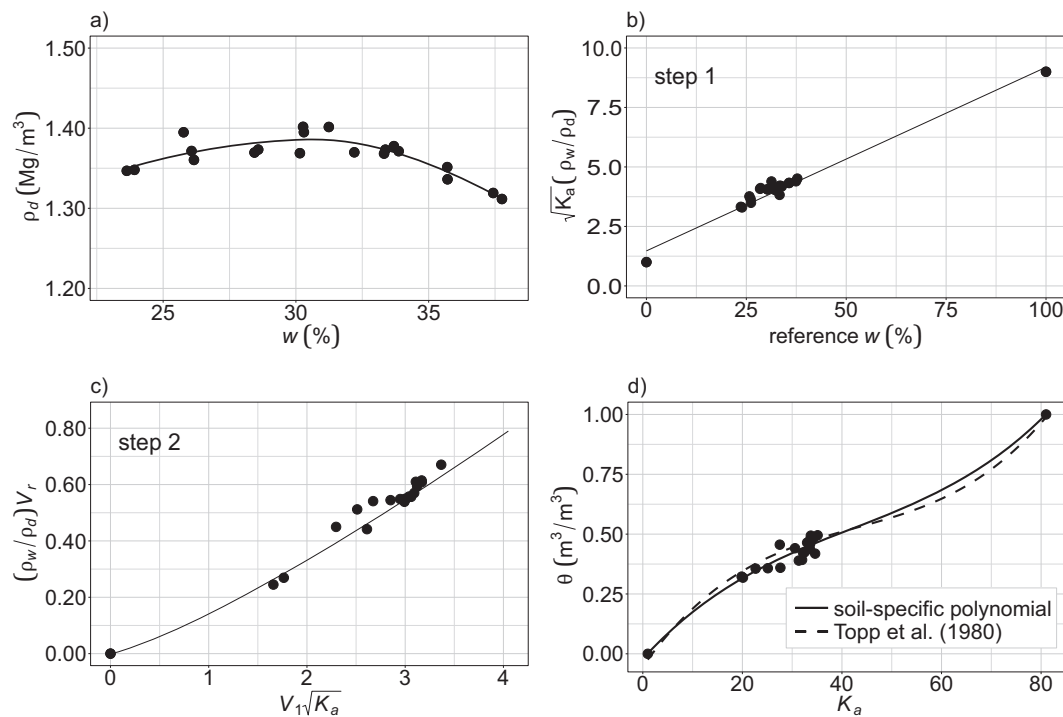 a)
1.50
1.40
1.30
1.20
ρd (Mg/m³)
25
30
35
w (%)
b)
step 1
10.0
7.5
5.0
2.5
0.0
√Ka (ρw/ρd)
0
25
50
75
100
reference w (%)
c)
step 2
0.80
0.60
0.40
0.20
0.00
(ρw/ρd)Vr
0
1
2
3
4
V1√Ka
d)
1.00
0.75
0.50
0.25
0.00
θ (m³/m³)
soil-specific polynomial
Topp et al. (1980)
0
20
40
60
80
Ka